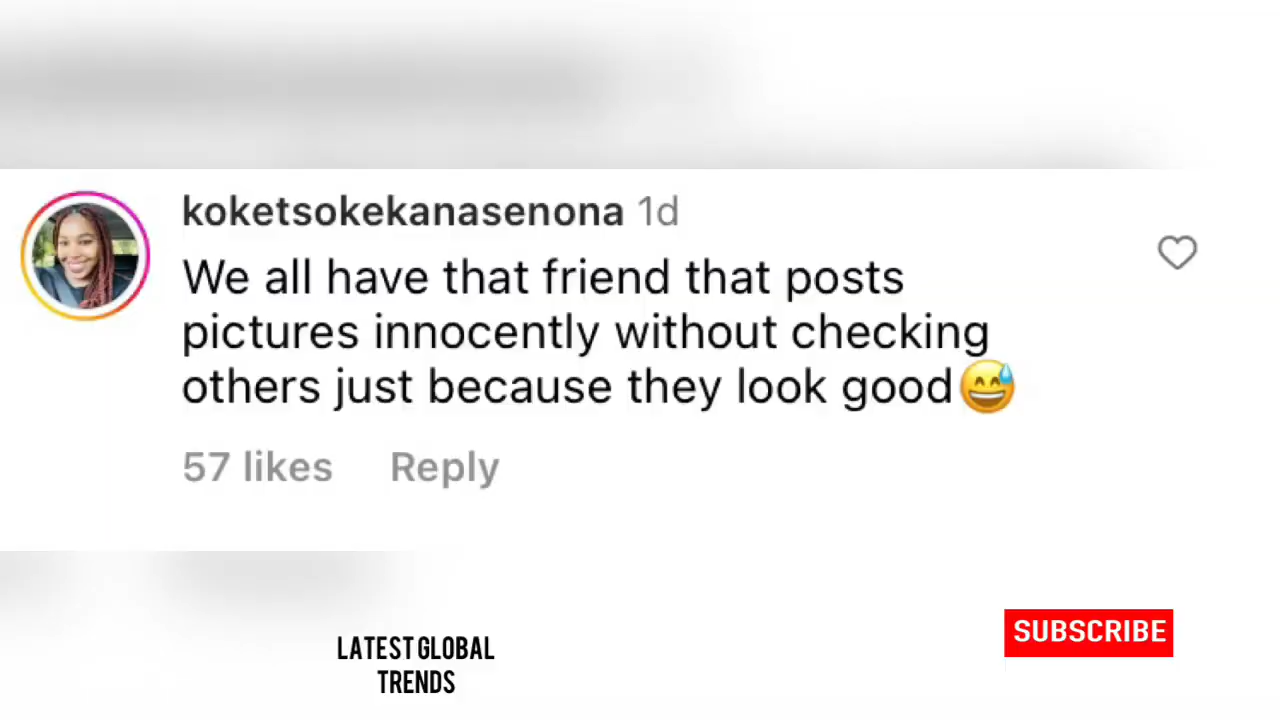 koketsokekanasenona 1d
We all have that friend that posts
pictures innocently without checking
others just because they look good😅
57 likes Reply
LATEST GLOBAL
TRENDS
SUBSCRIBE